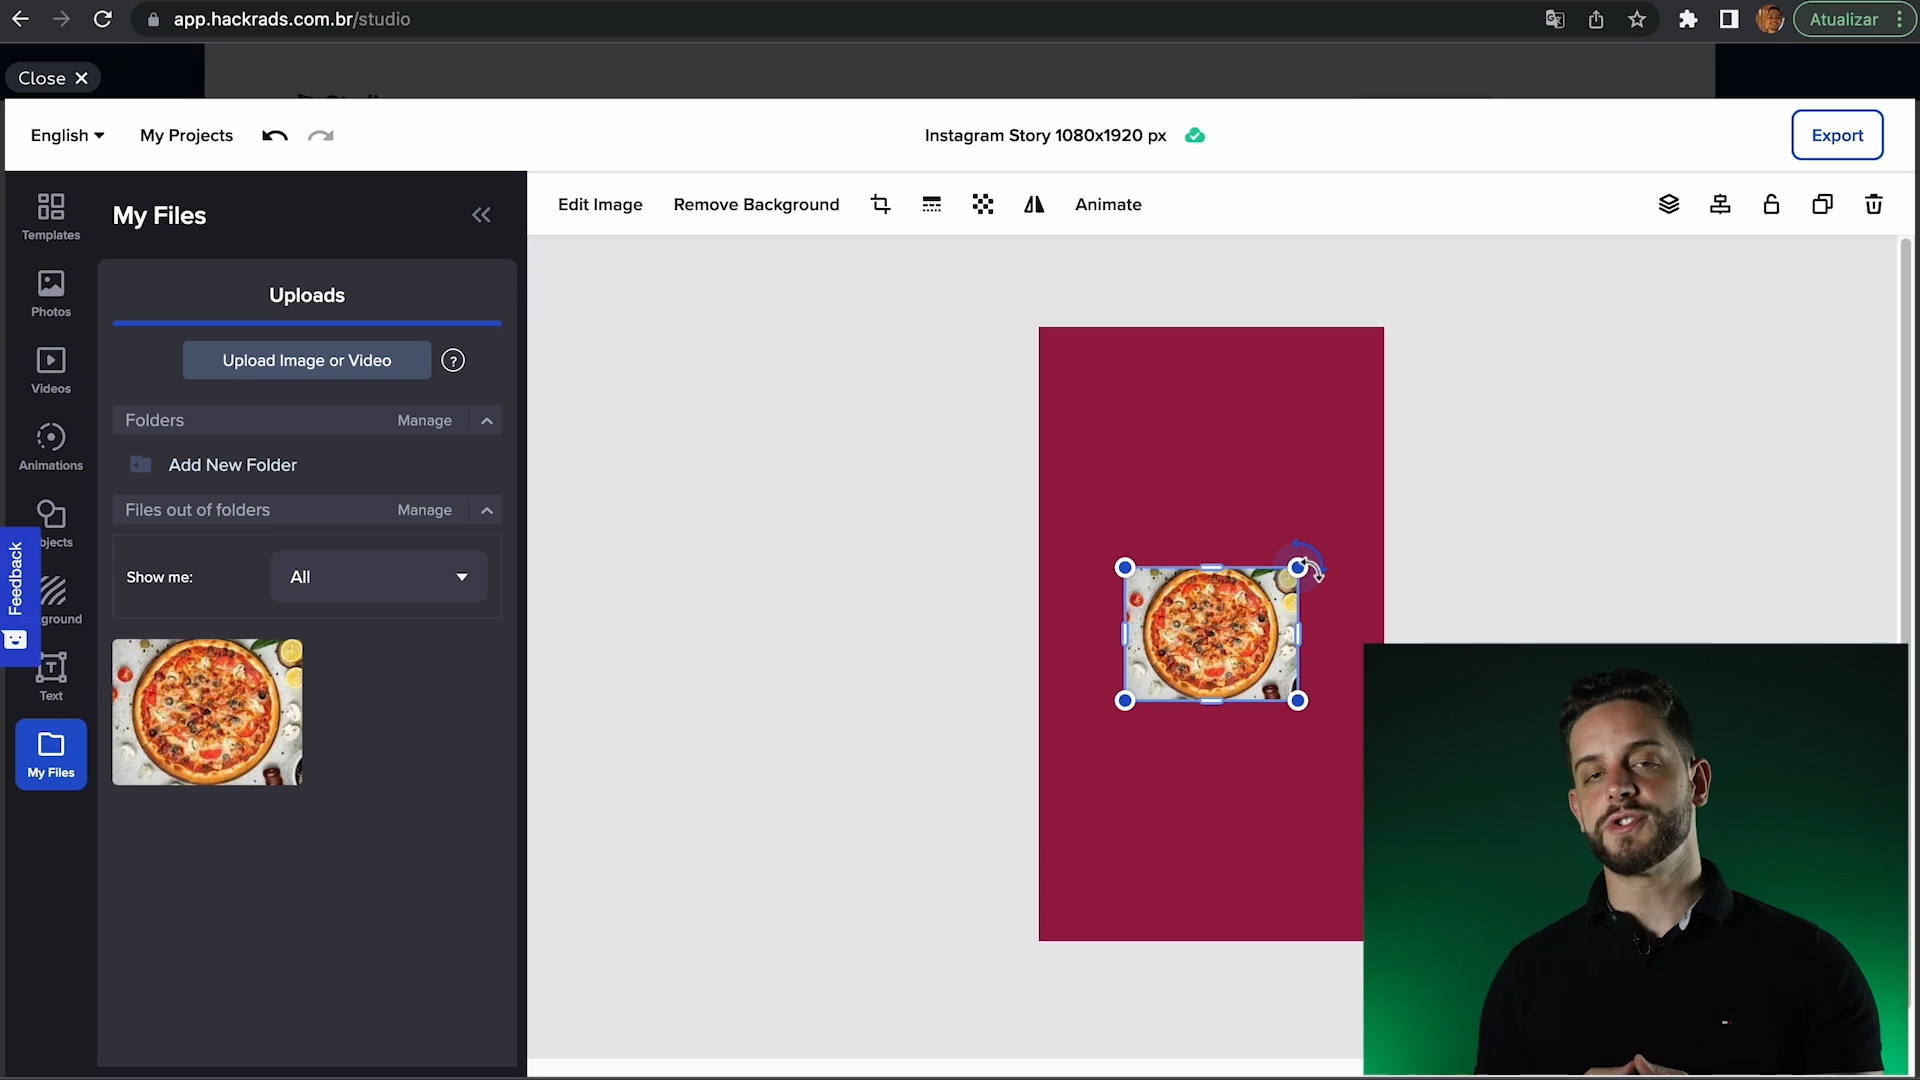 app.hackrads.com.br/studio
Atualizar
Close
English
My Projects
Instagram Story 1080x1920 px
Export
Edit Image
Remove Background
Animate
Templates
Photos
Videos
Animations
bjects
ground
Text
My Files
Feedback
My Files
Uploads
Upload Image or Video
?
Folders
Manage
Add New Folder
Files out of folders
Manage
Show me:
All